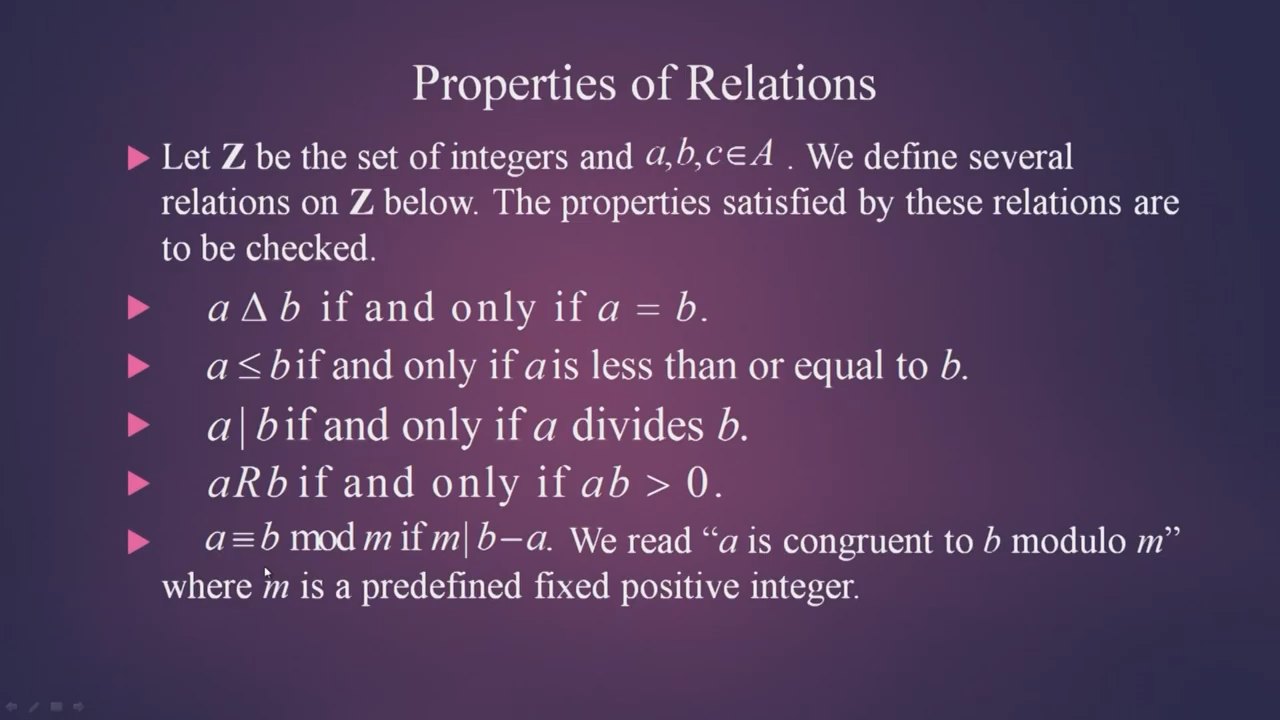 Properties of Relations
Let Z be the set of integers and a,b,c∈A . We define several
relations on Z below. The properties satisfied by these relations are
to be checked.
a Δ b if and only if a = b.
a ≤ b if and only if a is less than or equal to b.
a | b if and only if a divides b.
aRb if and only if ab > 0.
a≡b mod m if m| b−a. We read “a is congruent to b modulo m”
where m is a predefined fixed positive integer.